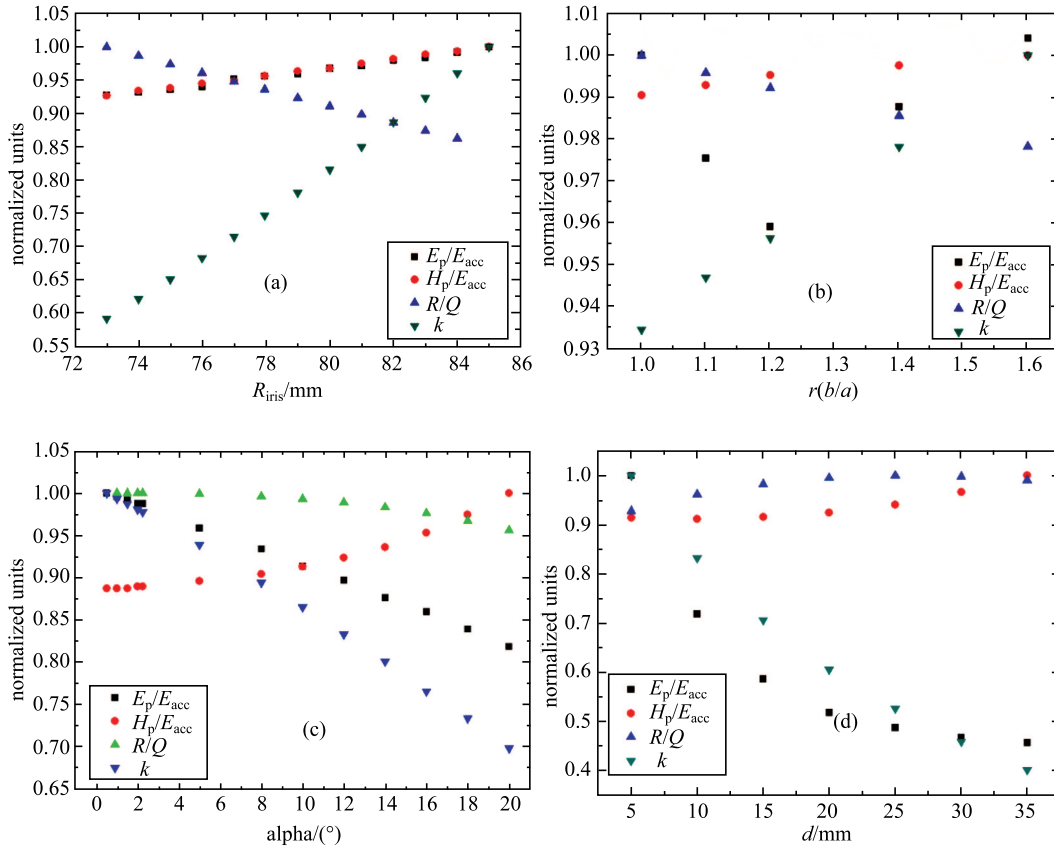 1.00
0.95
0.90
0.85
0.80
0.75
0.70
0.65
0.60
0.55
normalized units
72 74 76 78 80 82 84 86
R_iris/mm
(a)
E_p/E_acc
H_p/E_acc
R/Q
k
1.01
1.00
0.99
0.98
0.97
0.96
0.95
0.94
0.93
normalized units
1.0 1.1 1.2 1.3 1.4 1.5 1.6
r(b/a)
(b)
E_p/E_acc
H_p/E_acc
R/Q
k
1.05
1.00
0.95
0.90
0.85
0.80
0.75
0.70
0.65
normalized units
0 2 4 6 8 10 12 14 16 18 20
alpha/(°)
(c)
E_p/E_acc
H_p/E_acc
R/Q
k
1.0
0.9
0.8
0.7
0.6
0.5
0.4
normalized units
5 10 15 20 25 30 35
d/mm
(d)
E_p/E_acc
H_p/E_acc
R/Q
k